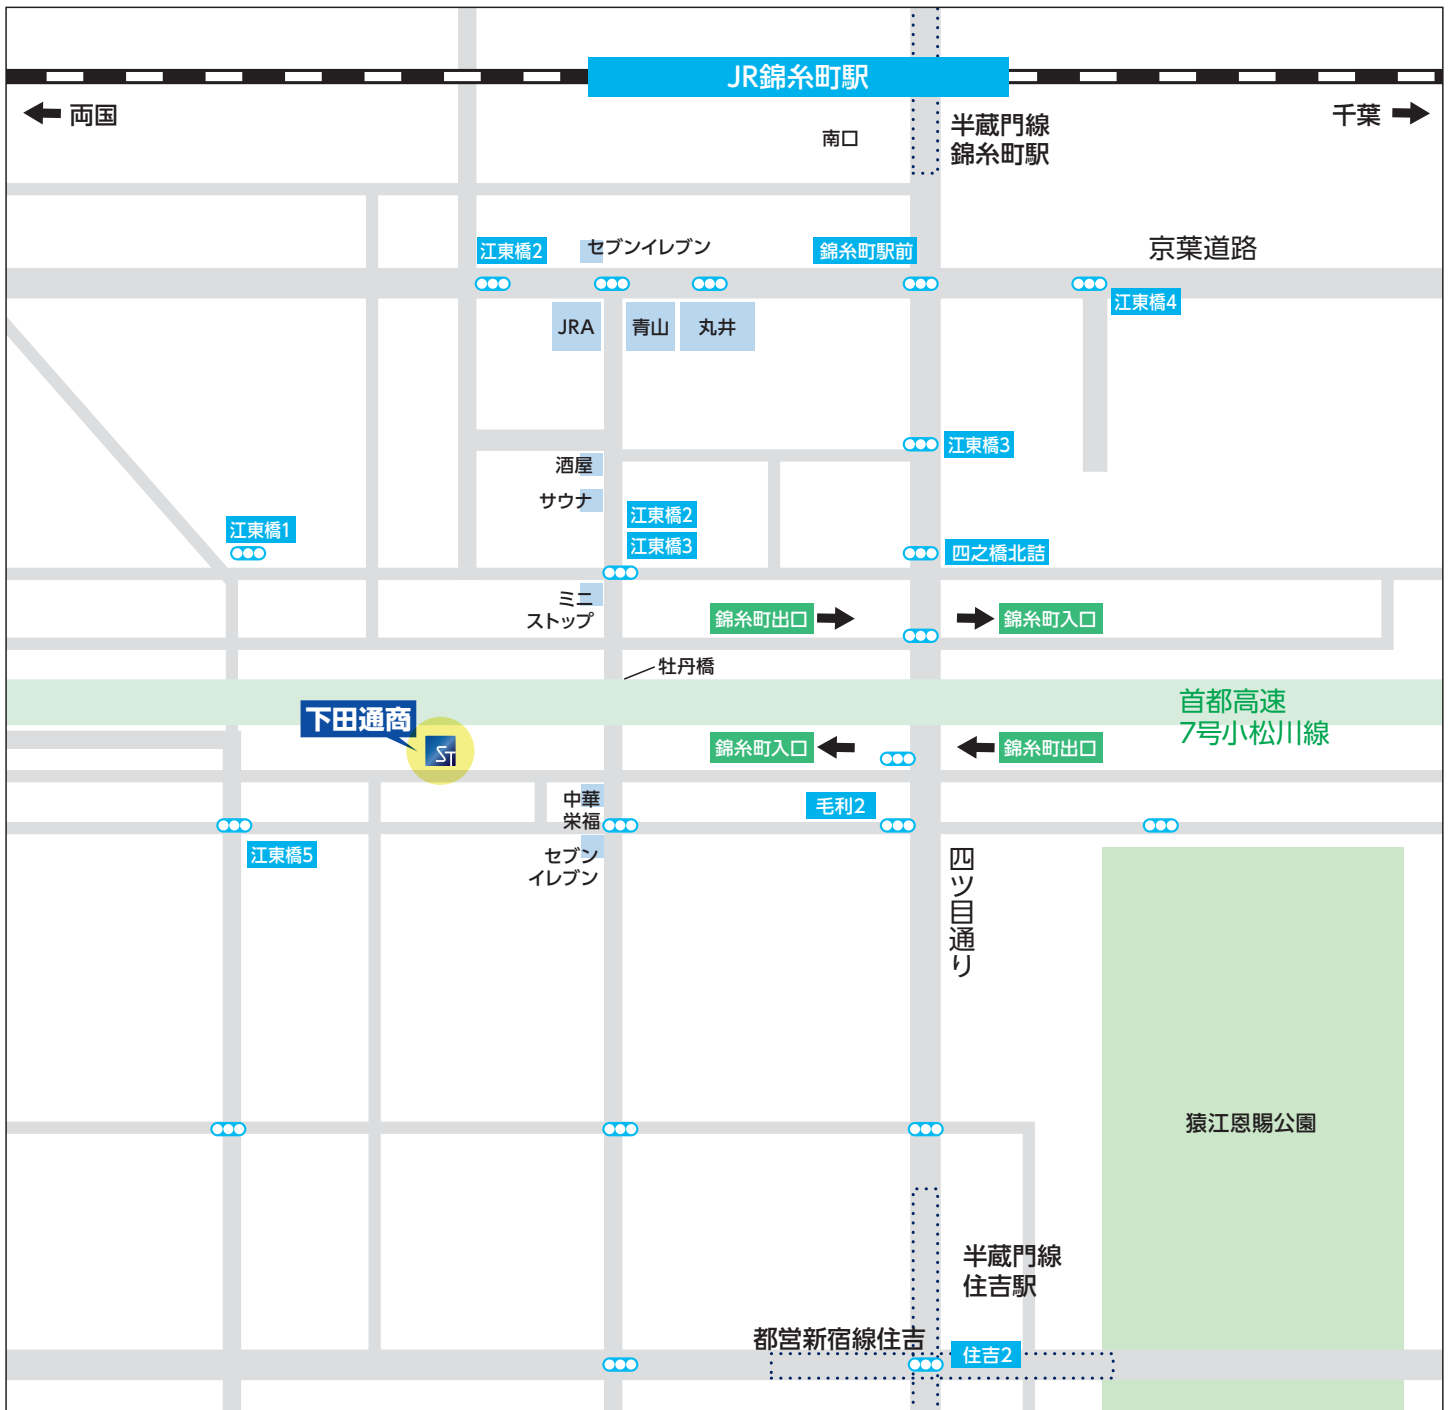 JR錦糸町駅
両国
千葉
南口
半蔵門線
錦糸町駅
江東橋2
セブンイレブン
錦糸町駅前
京葉道路
江東橋4
JRA
青山
丸井
江東橋3
酒屋
サウナ
江東橋2
江東橋3
江東橋1
四之橋北詰
ミニ
ストップ
錦糸町出口
錦糸町入口
牡丹橋
首都高速
7号小松川線
下田通商
ST
錦糸町入口
錦糸町出口
中華
栄福
毛利2
江東橋5
セブン
イレブン
四ツ目通り
猿江恩賜公園
半蔵門線
住吉駅
都営新宿線住吉
住吉2